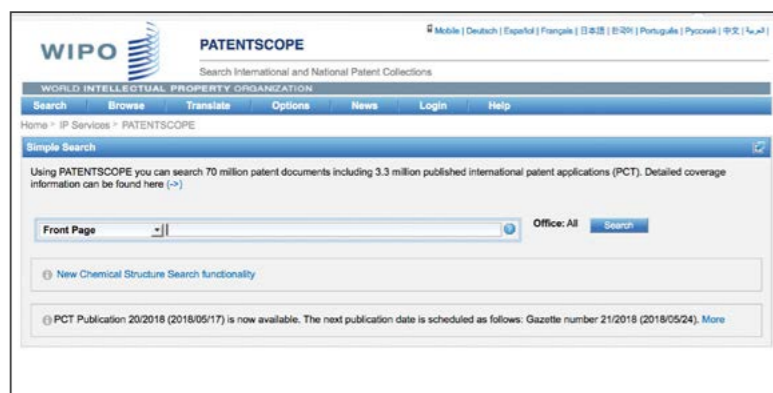 Mobile | Deutsch | Español | Français | 日本語 | 한국어 | Português | Русский | 中文 | العربية |
WIPO
PATENTSCOPE
Search International and National Patent Collections
WORLD INTELLECTUAL PROPERTY ORGANIZATION
Search Browse Translate Options News Login Help
Home > IP Services > PATENTSCOPE
Simple Search
Using PATENTSCOPE you can search 70 million patent documents including 3.3 million published international patent applications (PCT). Detailed coverage
information can be found here (->)
Front Page Office: All Search
New Chemical Structure Search functionality
PCT Publication 20/2018 (2018/05/17) is now available. The next publication date is scheduled as follows: Gazette number 21/2018 (2018/05/24). More